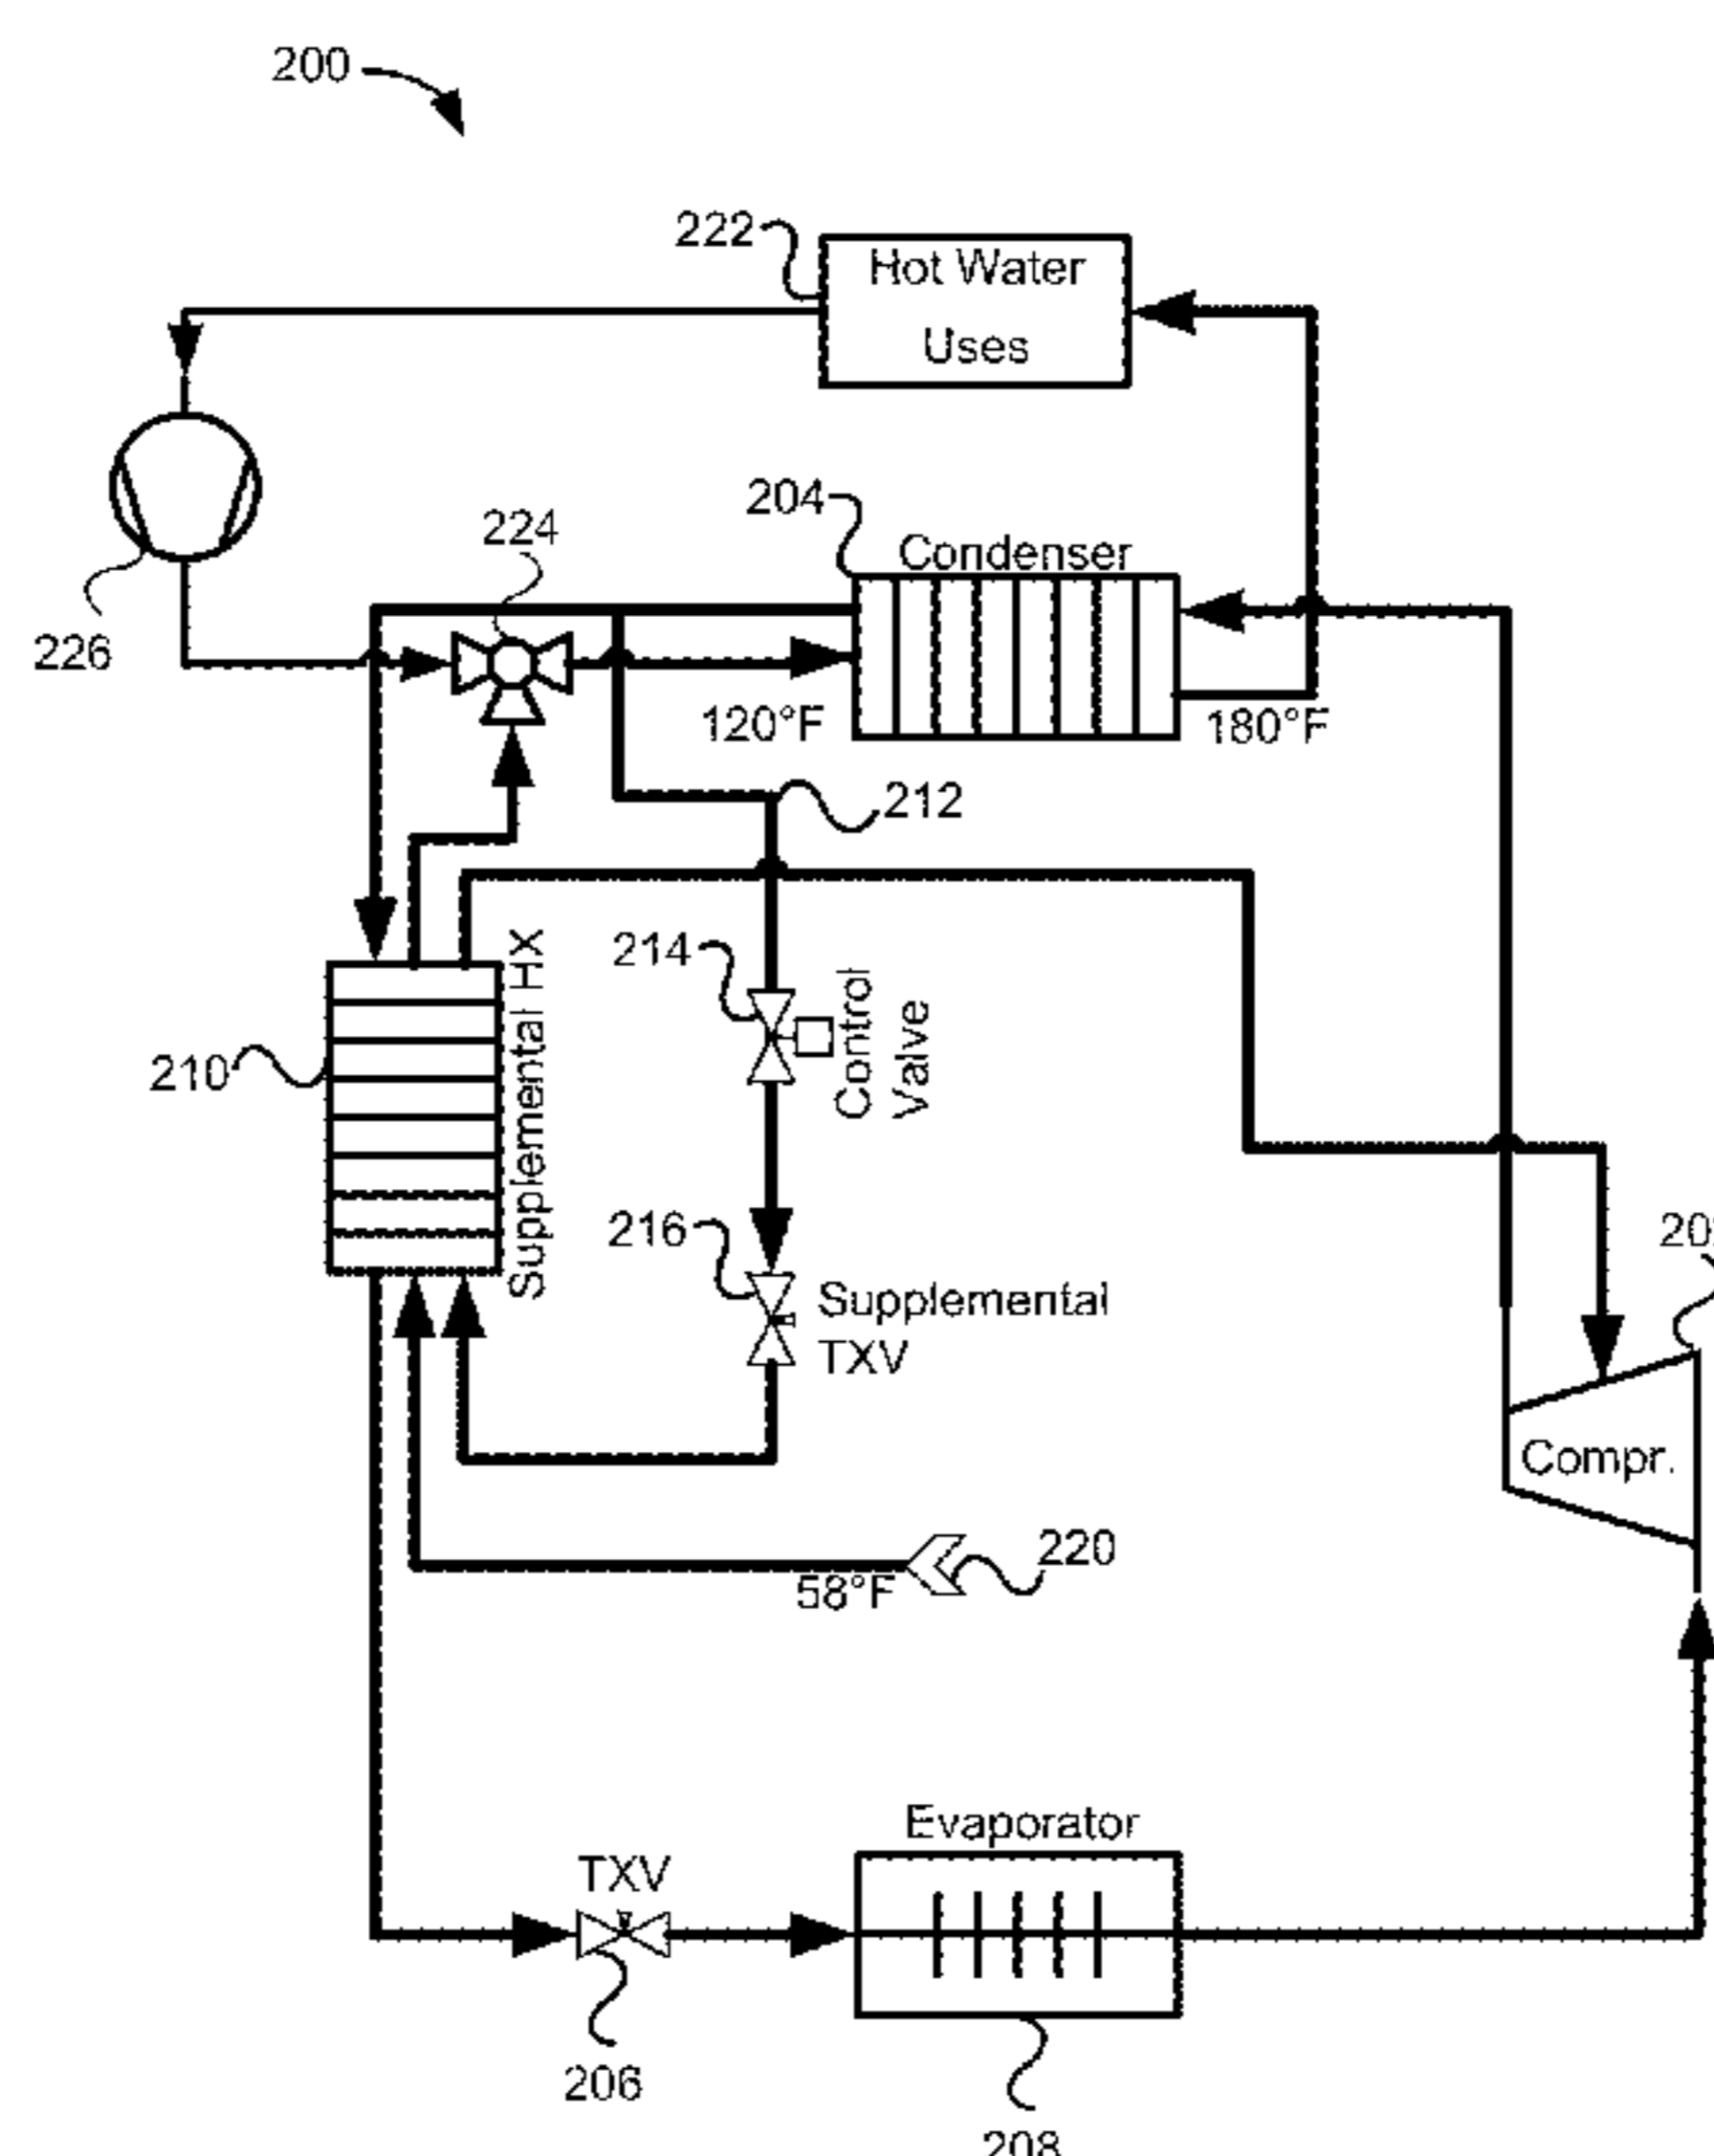 200
222
Hot Water
Uses
204
224
Condenser
226
120°F
180°F
212
214
Control
Valve
Supplemental HX
210
216
Supplemental
TXV
Compr.
220
58°F
Evaporator
TXV
206
208